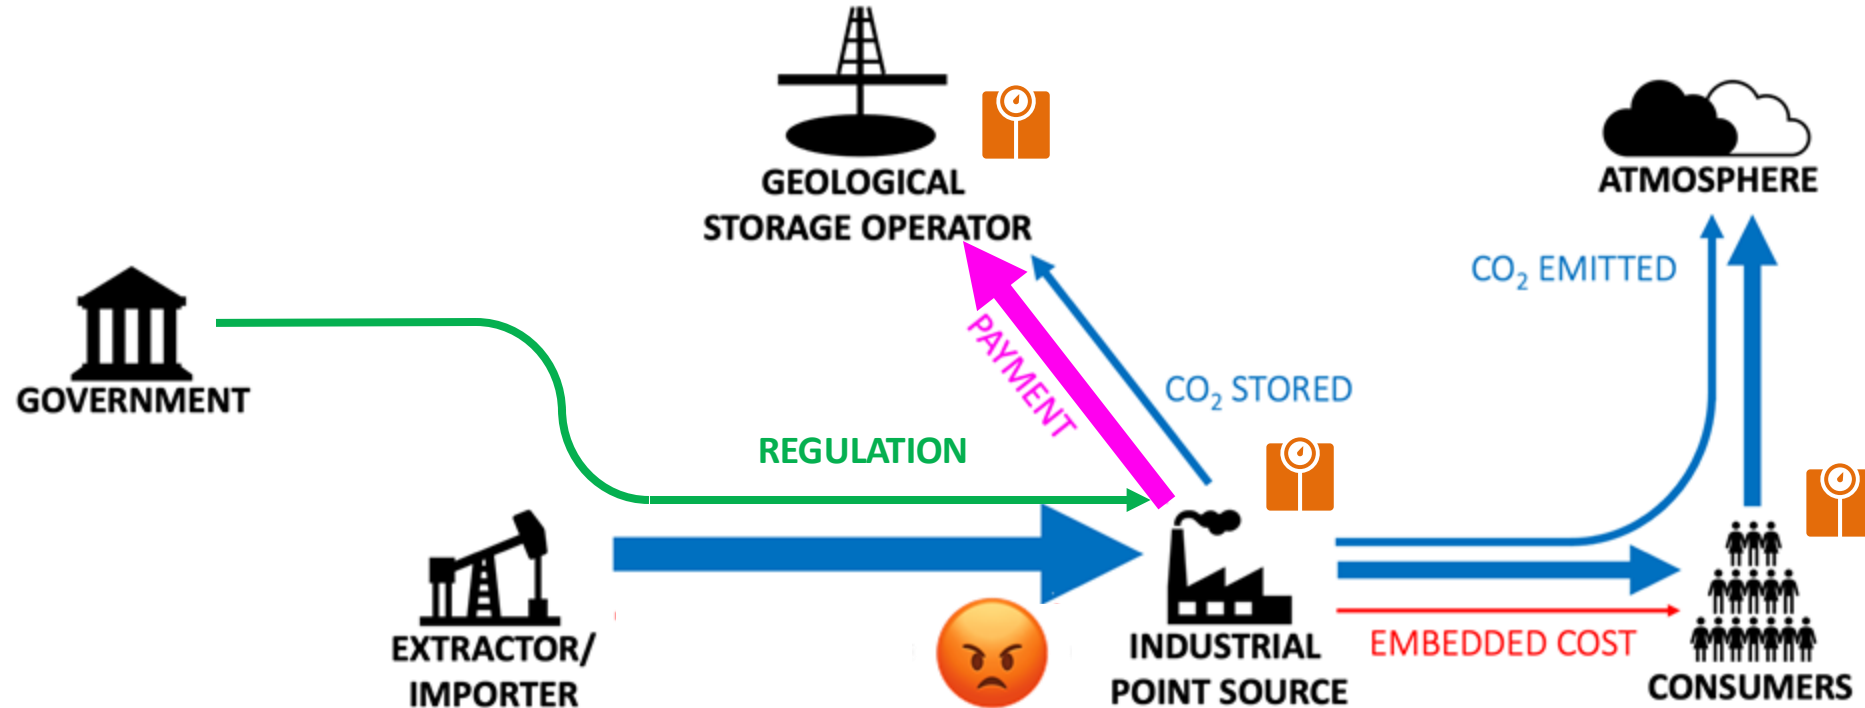 GEOLOGICAL
STORAGE OPERATOR
ATMOSPHERE
CO₂ EMITTED
GOVERNMENT
PAYMENT
CO₂ STORED
REGULATION
EXTRACTOR/
IMPORTER
INDUSTRIAL
POINT SOURCE
EMBEDDED COST
CONSUMERS